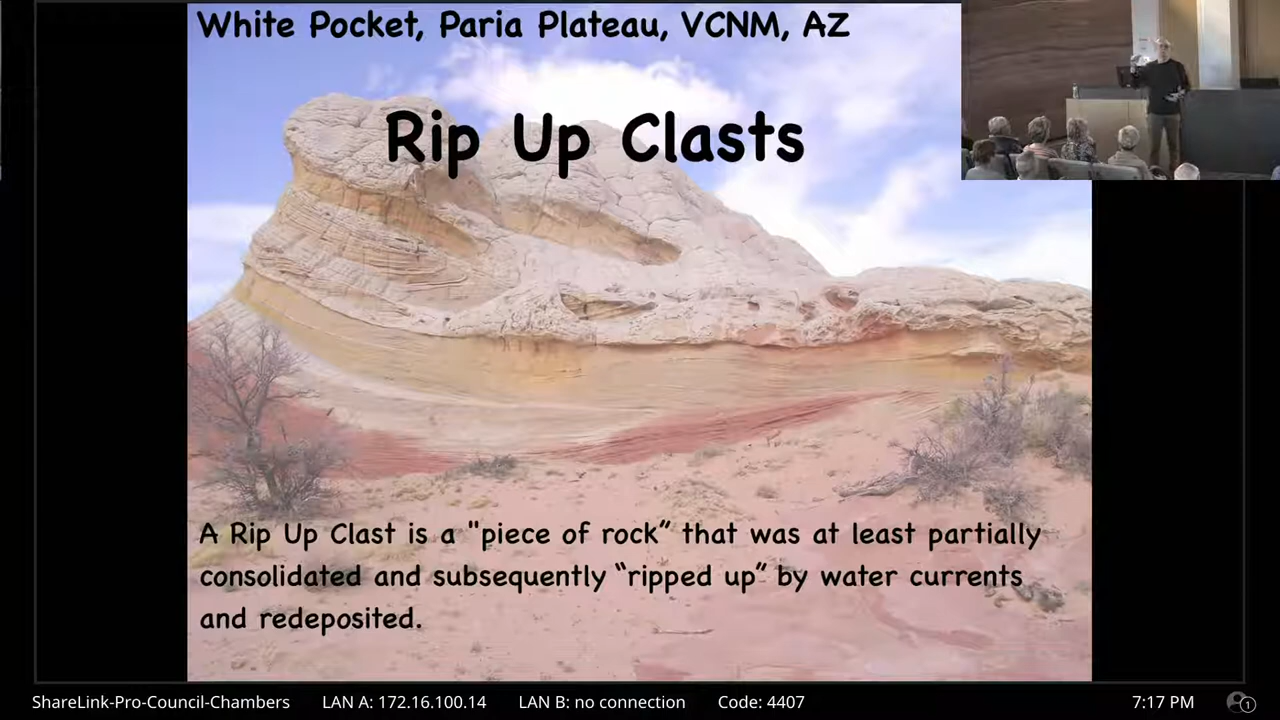 White Pocket, Paria Plateau, VCNM, AZ
Rip Up Clasts
A Rip Up Clast is a "piece of rock” that was at least partially
consolidated and subsequently “ripped up” by water currents
and redeposited.
ShareLink-Pro-Council-Chambers LAN A: 172.16.100.14 LAN B: no connection Code: 4407 7:17 PM 1